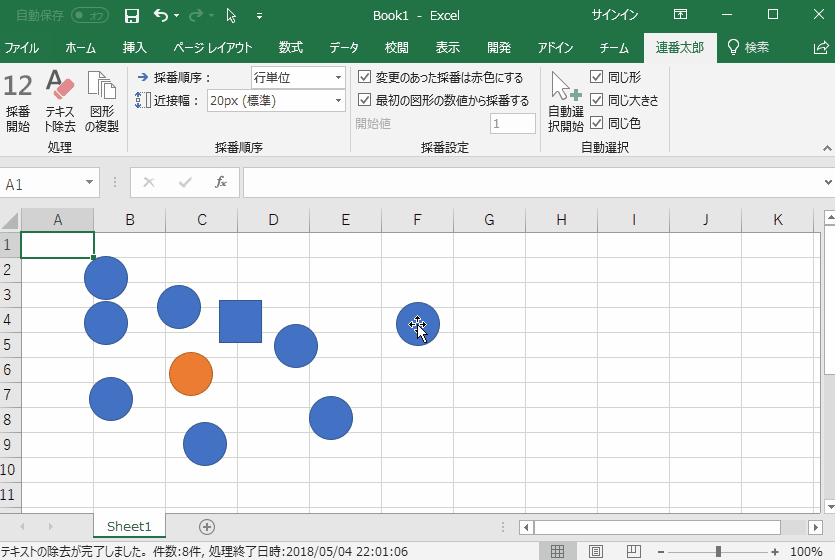 自動保存 オフ Book1 - Excel サインイン
ファイル ホーム 挿入 ページ レイアウト 数式 データ 校閲 表示 開発 アドイン チーム 連番太郎 検索
12 採番開始 テキスト除去 図形の複製
処理
採番順序： 行単位
近接幅： 20px (標準)
採番順序
変更のあった採番は赤色にする
最初の図形の数値から採番する
開始値 1
採番設定
自動選択開始
同じ形
同じ大きさ
同じ色
自動選択
A1 fx
A B C D E F G H I J K
1
2
3
4
5
6
7
8
9
10
11
Sheet1
テキストの除去が完了しました。件数:8件, 処理終了日時:2018/05/04 22:01:06 100%